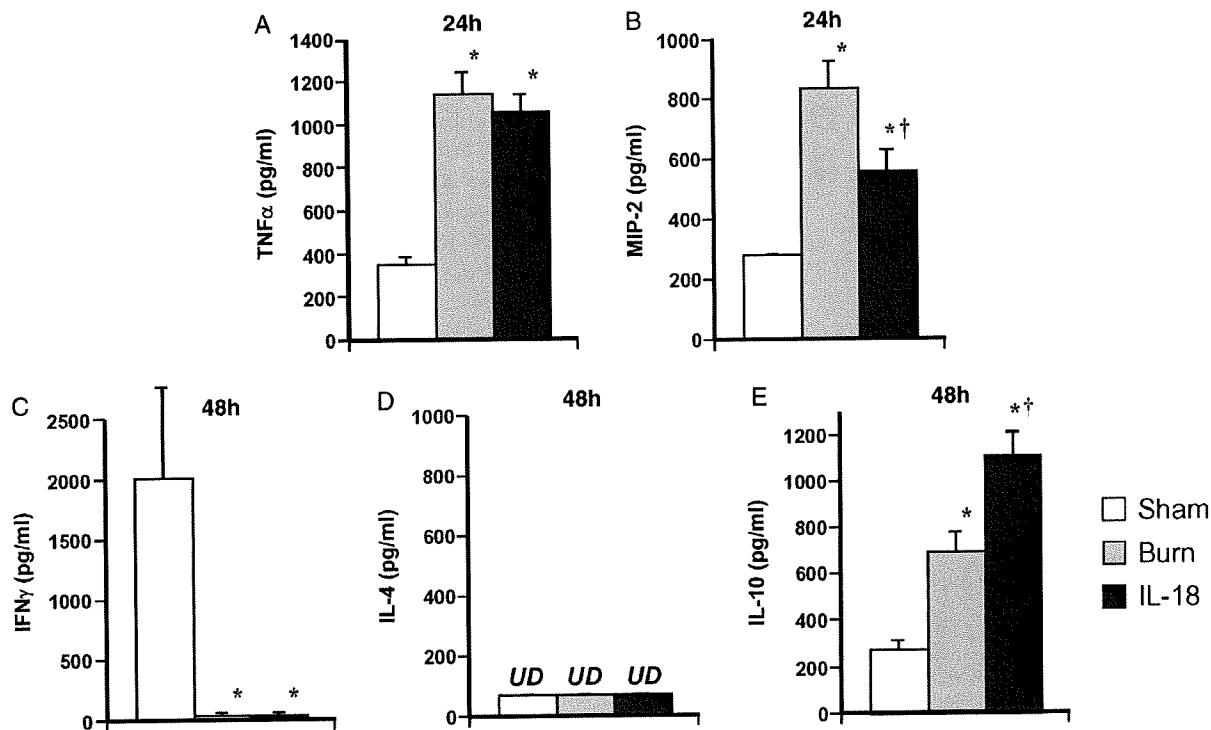 A
24h
TNFα (pg/ml)
1400
1200
1000
800
600
400
200
0
*
*
B
24h
MIP-2 (pg/ml)
1000
800
600
400
200
0
*
*†
C
48h
IFNγ (pg/ml)
2500
2000
1500
1000
500
0
*
*
D
48h
IL-4 (pg/ml)
1000
800
600
400
200
0
UD UD UD
E
48h
IL-10 (pg/ml)
1200
1000
800
600
400
200
0
*
*†
Sham
Burn
IL-18